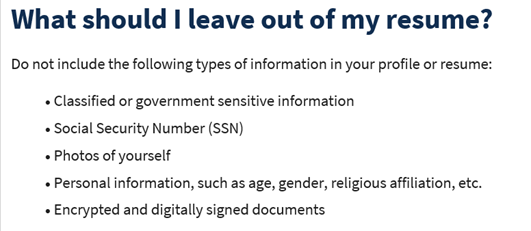 What should I leave out of my resume?
Do not include the following types of information in your profile or resume:
• Classified or government sensitive information
• Social Security Number (SSN)
• Photos of yourself
• Personal information, such as age, gender, religious affiliation, etc.
• Encrypted and digitally signed documents